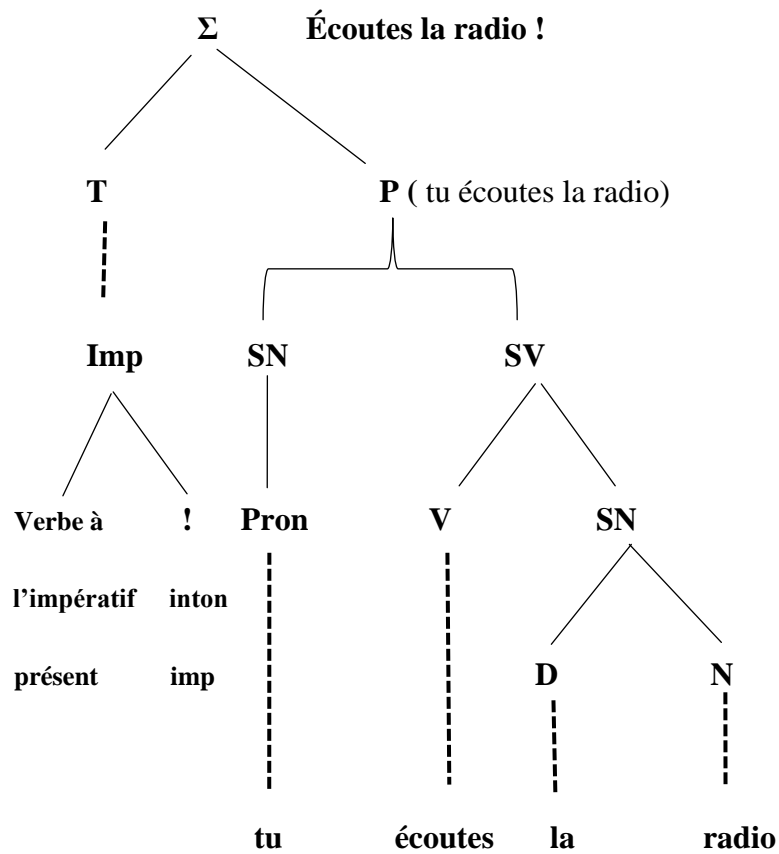 Σ Écoutes la radio !
T P ( tu écoutes la radio)
Imp SN SV
Verbe à ! Pron V SN
l’impératif inton
présent imp D N
tu écoutes la radio